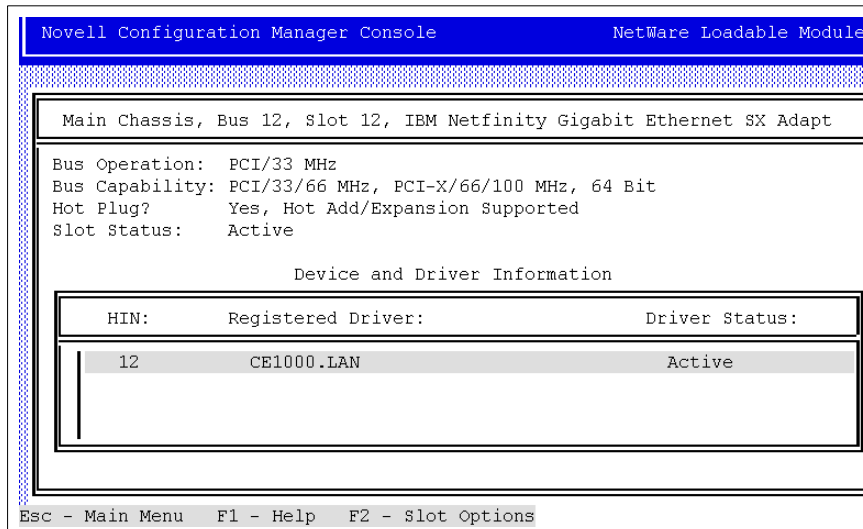 Novell Configuration Manager Console NetWare Loadable Module
Main Chassis, Bus 12, Slot 12, IBM Netfinity Gigabit Ethernet SX Adapt
Bus Operation: PCI/33 MHz
Bus Capability: PCI/33/66 MHz, PCI-X/66/100 MHz, 64 Bit
Hot Plug? Yes, Hot Add/Expansion Supported
Slot Status: Active
Device and Driver Information
HIN: Registered Driver: Driver Status:
12 CE1000.LAN Active
Esc - Main Menu F1 - Help F2 - Slot Options